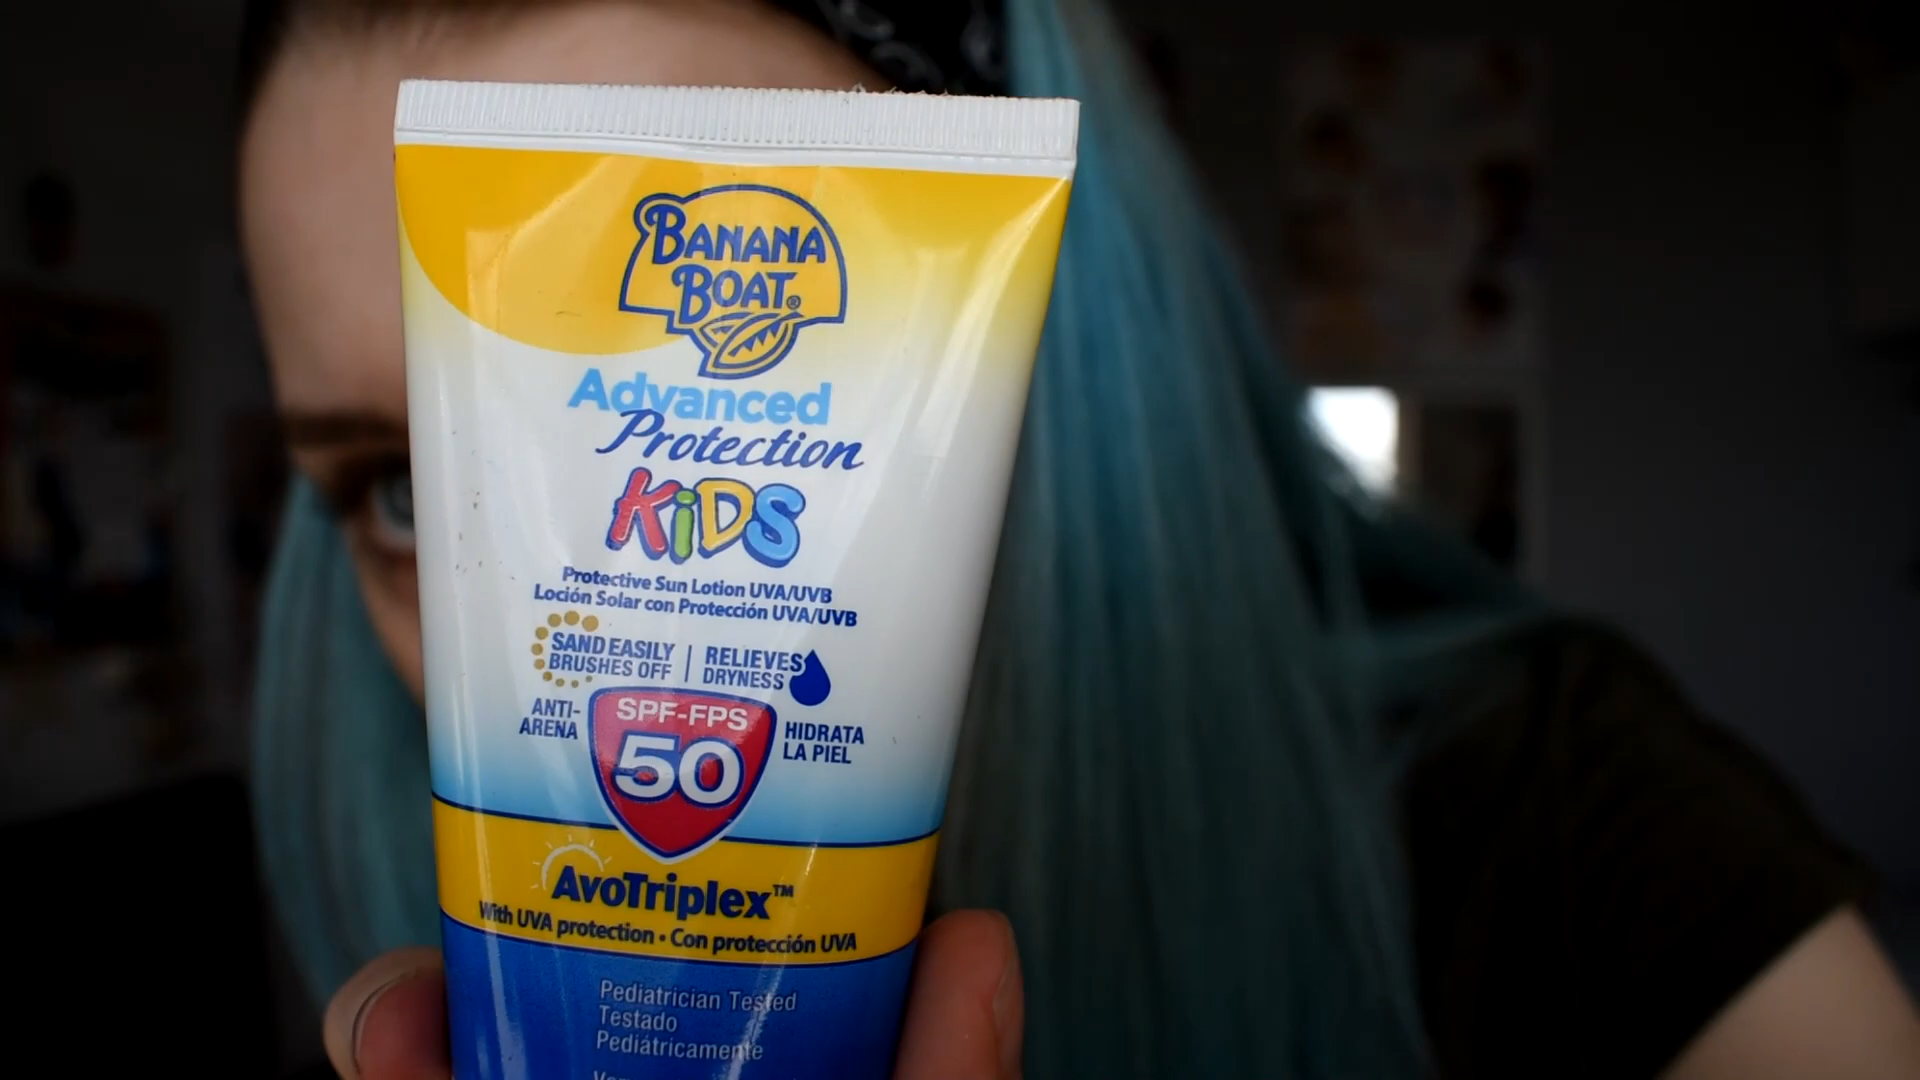 BANANA
BOAT®
Advanced
Protection
KiDS
Protective Sun Lotion UVA/UVB
Loción Solar con Protección UVA/UVB
SAND EASILY
BRUSHES OFF
RELIEVES
DRYNESS
ANTI-
ARENA
SPF-FPS
50
HIDRATA
LA PIEL
AvoTriplex™
With UVA protection • Con protección UVA
Pediatrician Tested
Testado
Pediátricamente